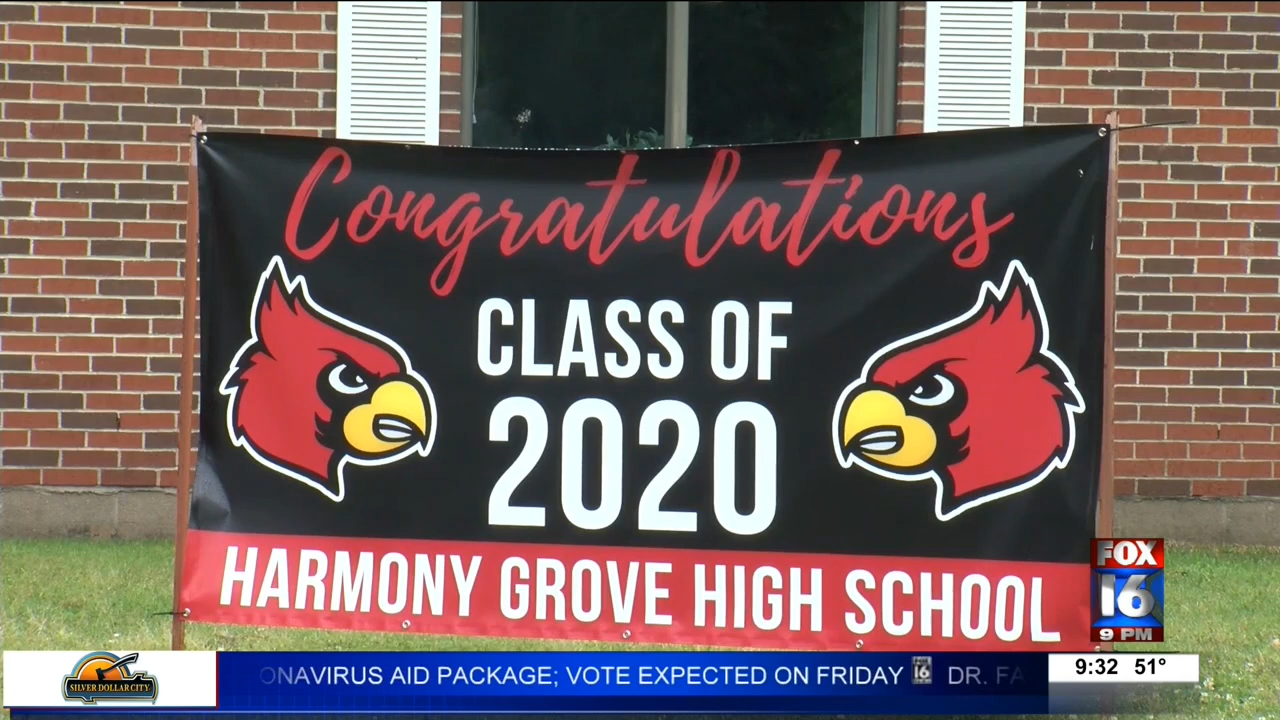 Congratulations
CLASS OF
2020
HARMONY GROVE HIGH SCHOOL
FOX
16
9 PM
SILVER DOLLAR CITY
ONAVIRUS AID PACKAGE; VOTE EXPECTED ON FRIDAY 16 DR. FA
9:32 51°